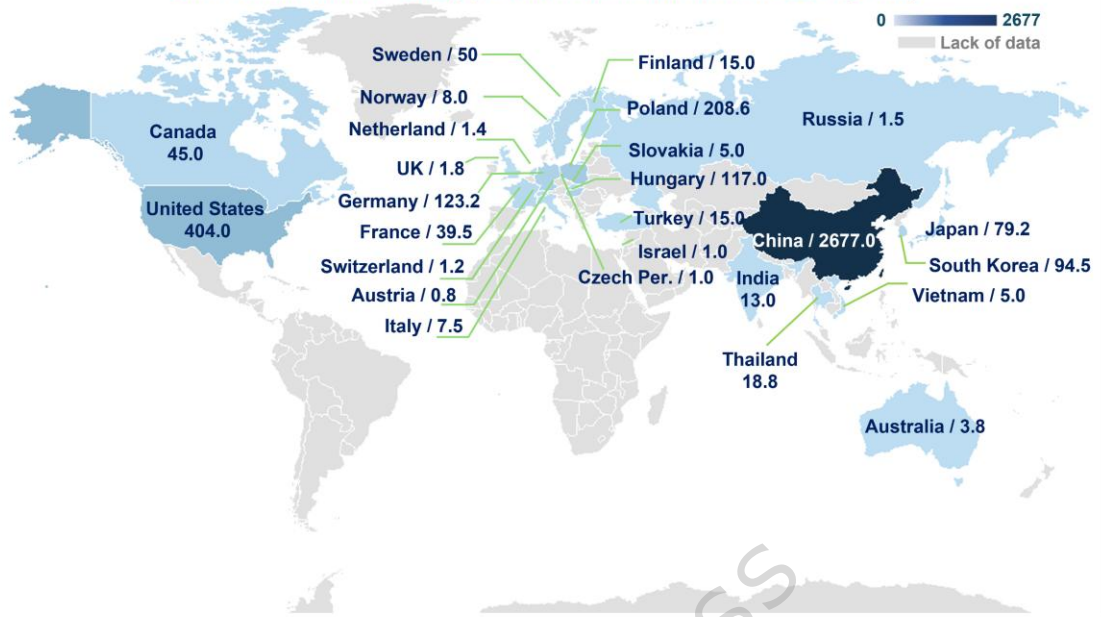 0 2677
Lack of data
Sweden / 50
Finland / 15.0
Norway / 8.0
Poland / 208.6
Russia / 1.5
Canada
45.0
Netherland / 1.4
Slovakia / 5.0
UK / 1.8
Hungary / 117.0
Germany / 123.2
United States
404.0
Turkey / 15.0
France / 39.5
China / 2677.0
Japan / 79.2
Israel / 1.0
Switzerland / 1.2
Czech Per. / 1.0
India
13.0
South Korea / 94.5
Austria / 0.8
Vietnam / 5.0
Italy / 7.5
Thailand
18.8
Australia / 3.8